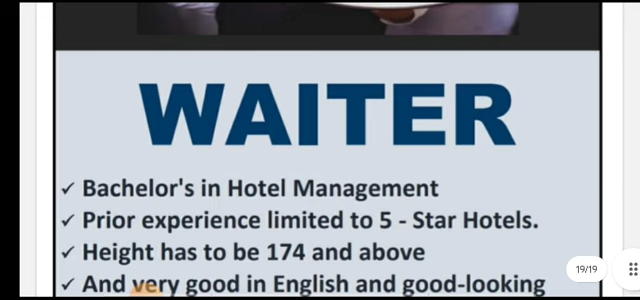 WAITER
✓ Bachelor's in Hotel Management
✓ Prior experience limited to 5 - Star Hotels.
✓ Height has to be 174 and above
19/19
✓ And very good in English and good-looking